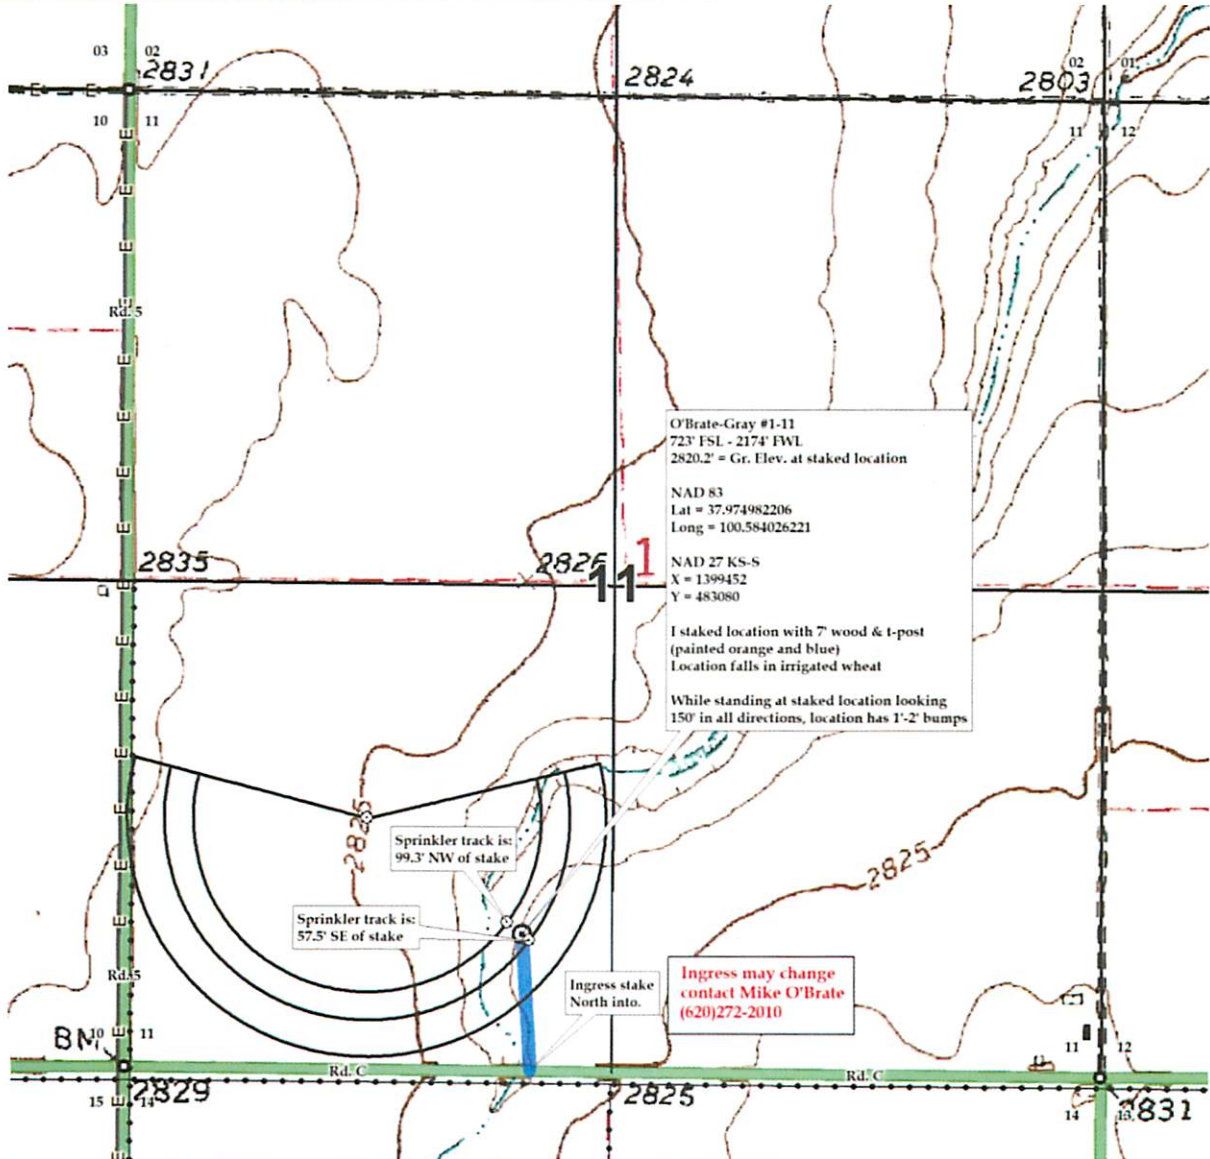 03 02
2831
2824
02 01
2803
10 11
11 12
Rd. 5
O'Brate-Gray #1-11
723' FSL - 2174' FWL
2820.2' = Gr. Elev. at staked location
NAD 83
Lat = 37.974982206
Long = 100.584026221
NAD 27 KS-S
X = 1399452
Y = 483080
I staked location with 7' wood & t-post
(painted orange and blue)
Location falls in irrigated wheat
While standing at staked location looking
150' in all directions, location has 1'-2' bumps
2835
2826
11
1
2825
Sprinkler track is:
99.3' NW of stake
2825
Sprinkler track is:
57.5' SE of stake
Rd. 5
Ingress stake
North into.
Ingress may change
contact Mike O'Brate
(620)272-2010
10 11
11 12
BM
Rd. C
Rd. C
15 14
2829
2825
14 13
2831